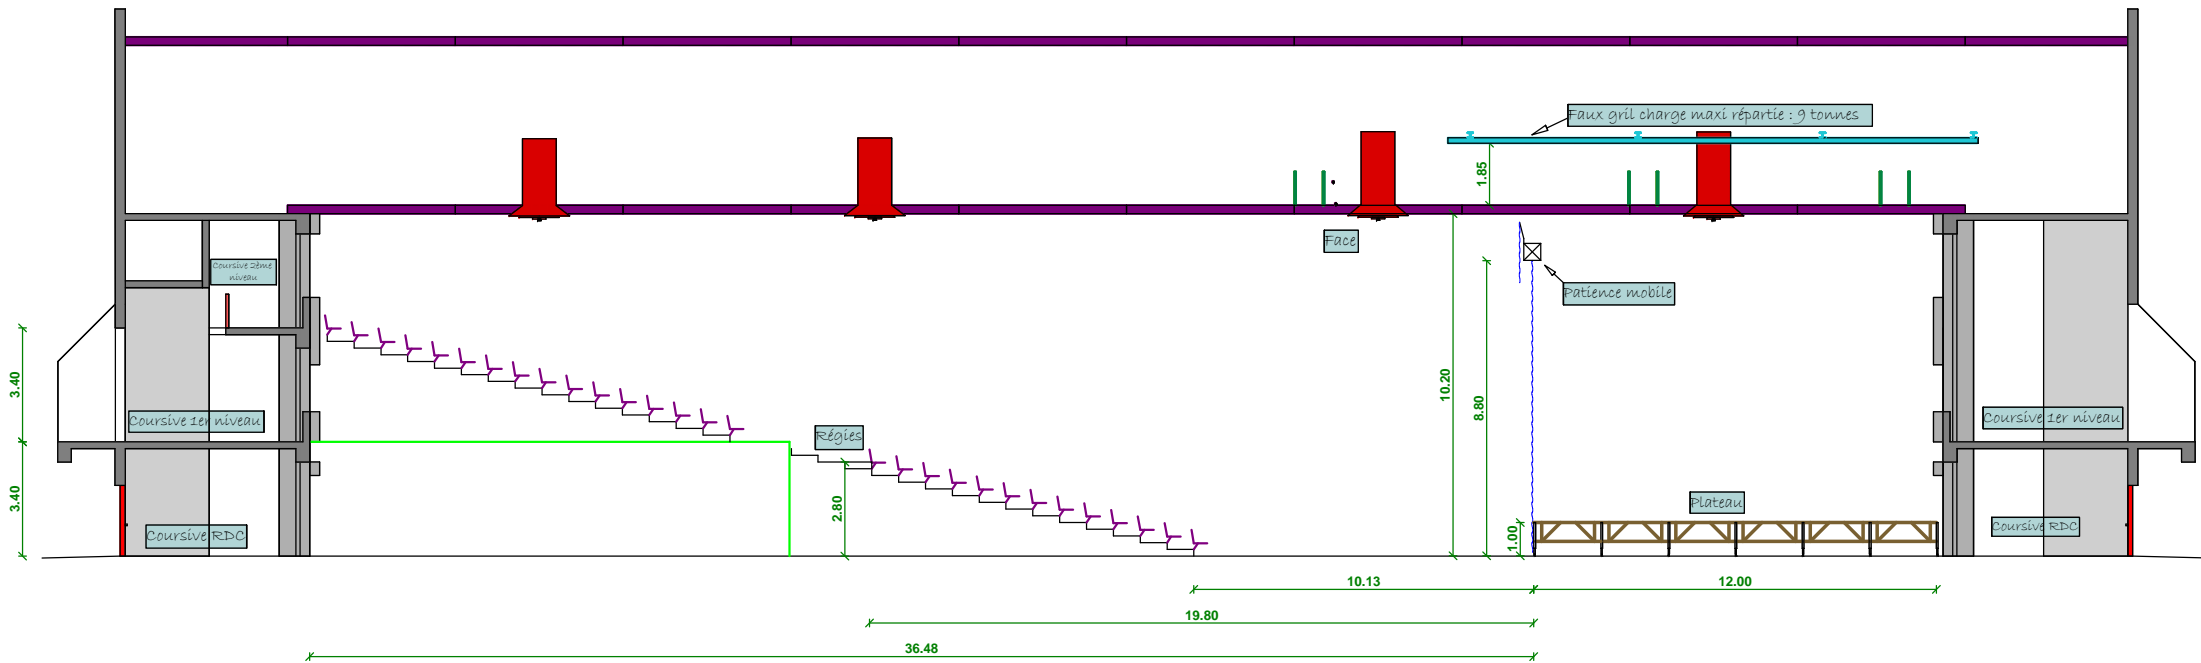 Faux gril charge maxi répartie : 9 tonnes
1.85
Face
Coursive 2ème
niveau
Patience mobile
3.40
10.20
8.80
Coursive 1er niveau
Régies
Coursive 1er niveau
3.40
2.80
Plateau
1.00
Coursive RDC
Coursive RDC
10.13
12.00
19.80
36.48